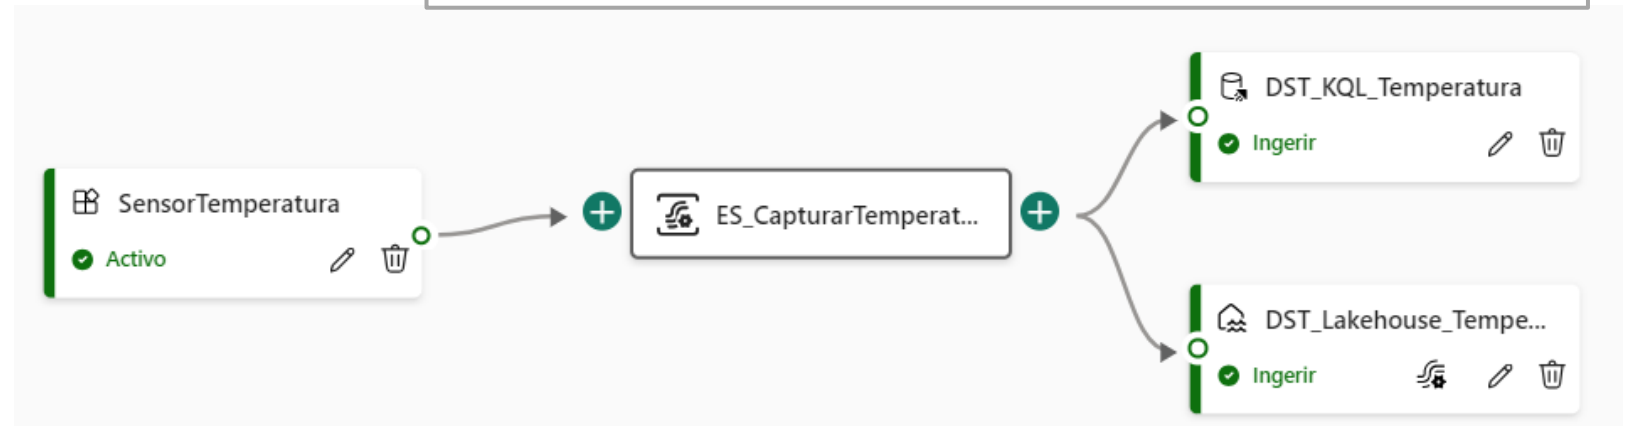 SensorTemperatura
Activo
ES_CapturarTemperat...
DST_KQL_Temperatura
Ingerir
DST_Lakehouse_Tempe...
Ingerir